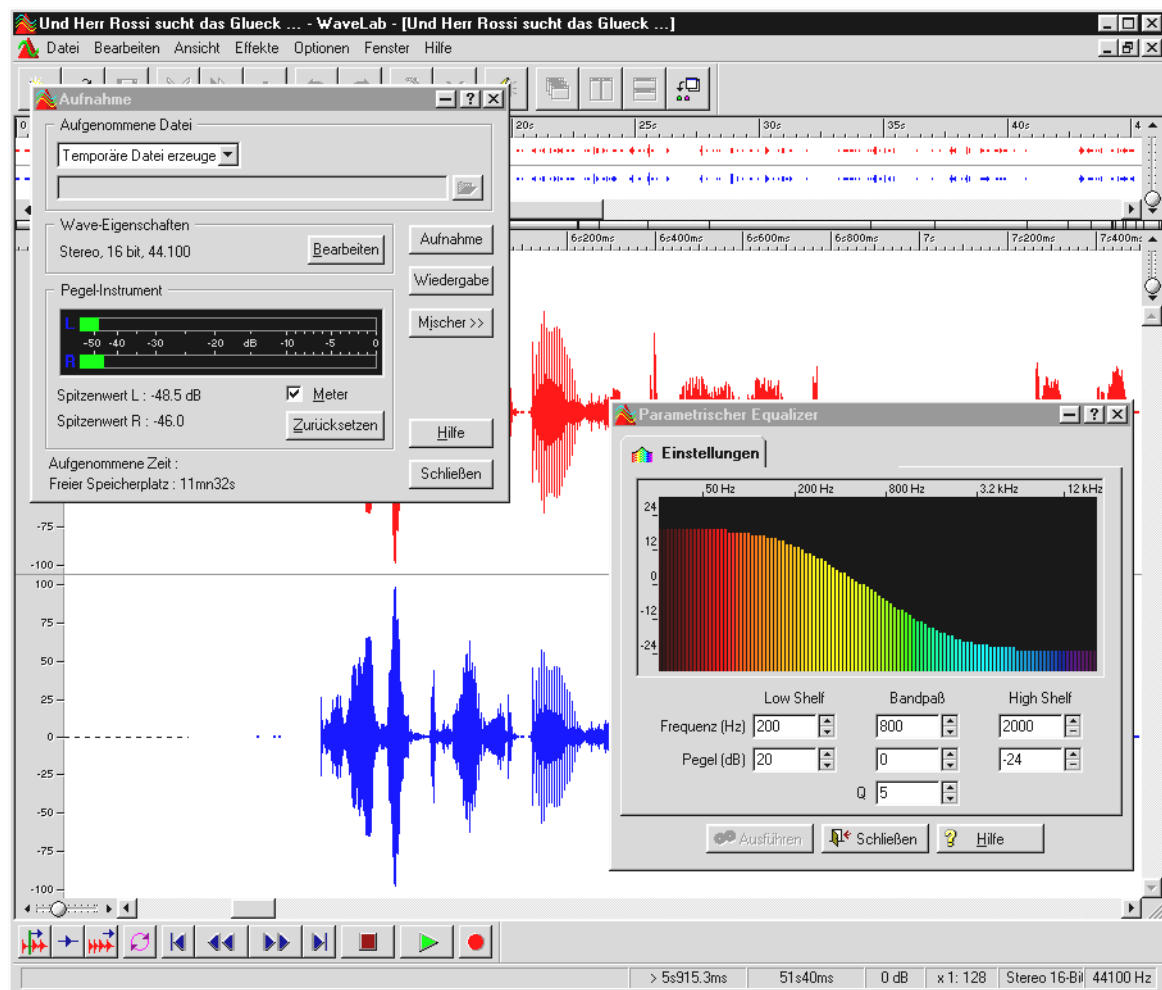 Und Herr Rossi sucht das Glueck ... - WaveLab - [Und Herr Rossi sucht das Glueck ...]
Datei Bearbeiten Ansicht Effekte Optionen Fenster Hilfe
Aufnahme
Aufgenommene Datei
Temporäre Datei erzeuge
Wave-Eigenschaften
Stereo, 16 bit, 44.100
Bearbeiten
Pegel-Instrument
L
-50 -40 -30 -20 dB -10 -5 0
R
Spitzenwert L : -48.5 dB
Meter
Spitzenwert R : -46.0
Zurücksetzen
Aufgenommene Zeit :
Freier Speicherplatz : 11mn32s
Aufnahme
Wiedergabe
Mischer >>
Hilfe
Schließen
0 20s 25s 30s 35s 40s 4
6s200ms 6s400ms 6s600ms 6s800ms 7s 7s200ms 7s400ms
-75
-100
100
75
50
25
0
-25
-50
-75
-100
Parametrischer Equalizer
Einstellungen
50 Hz 200 Hz 800 Hz 3.2 kHz 12 kHz
24
12
0
-12
-24
Low Shelf Bandpaß High Shelf
Frequenz (Hz) 200 800 2000
Pegel (dB) 20 0 -24
Q 5
Ausführen Schließen Hilfe
> 5s915.3ms 51s40ms 0 dB x 1: 128 Stereo 16-Bit 44100 Hz